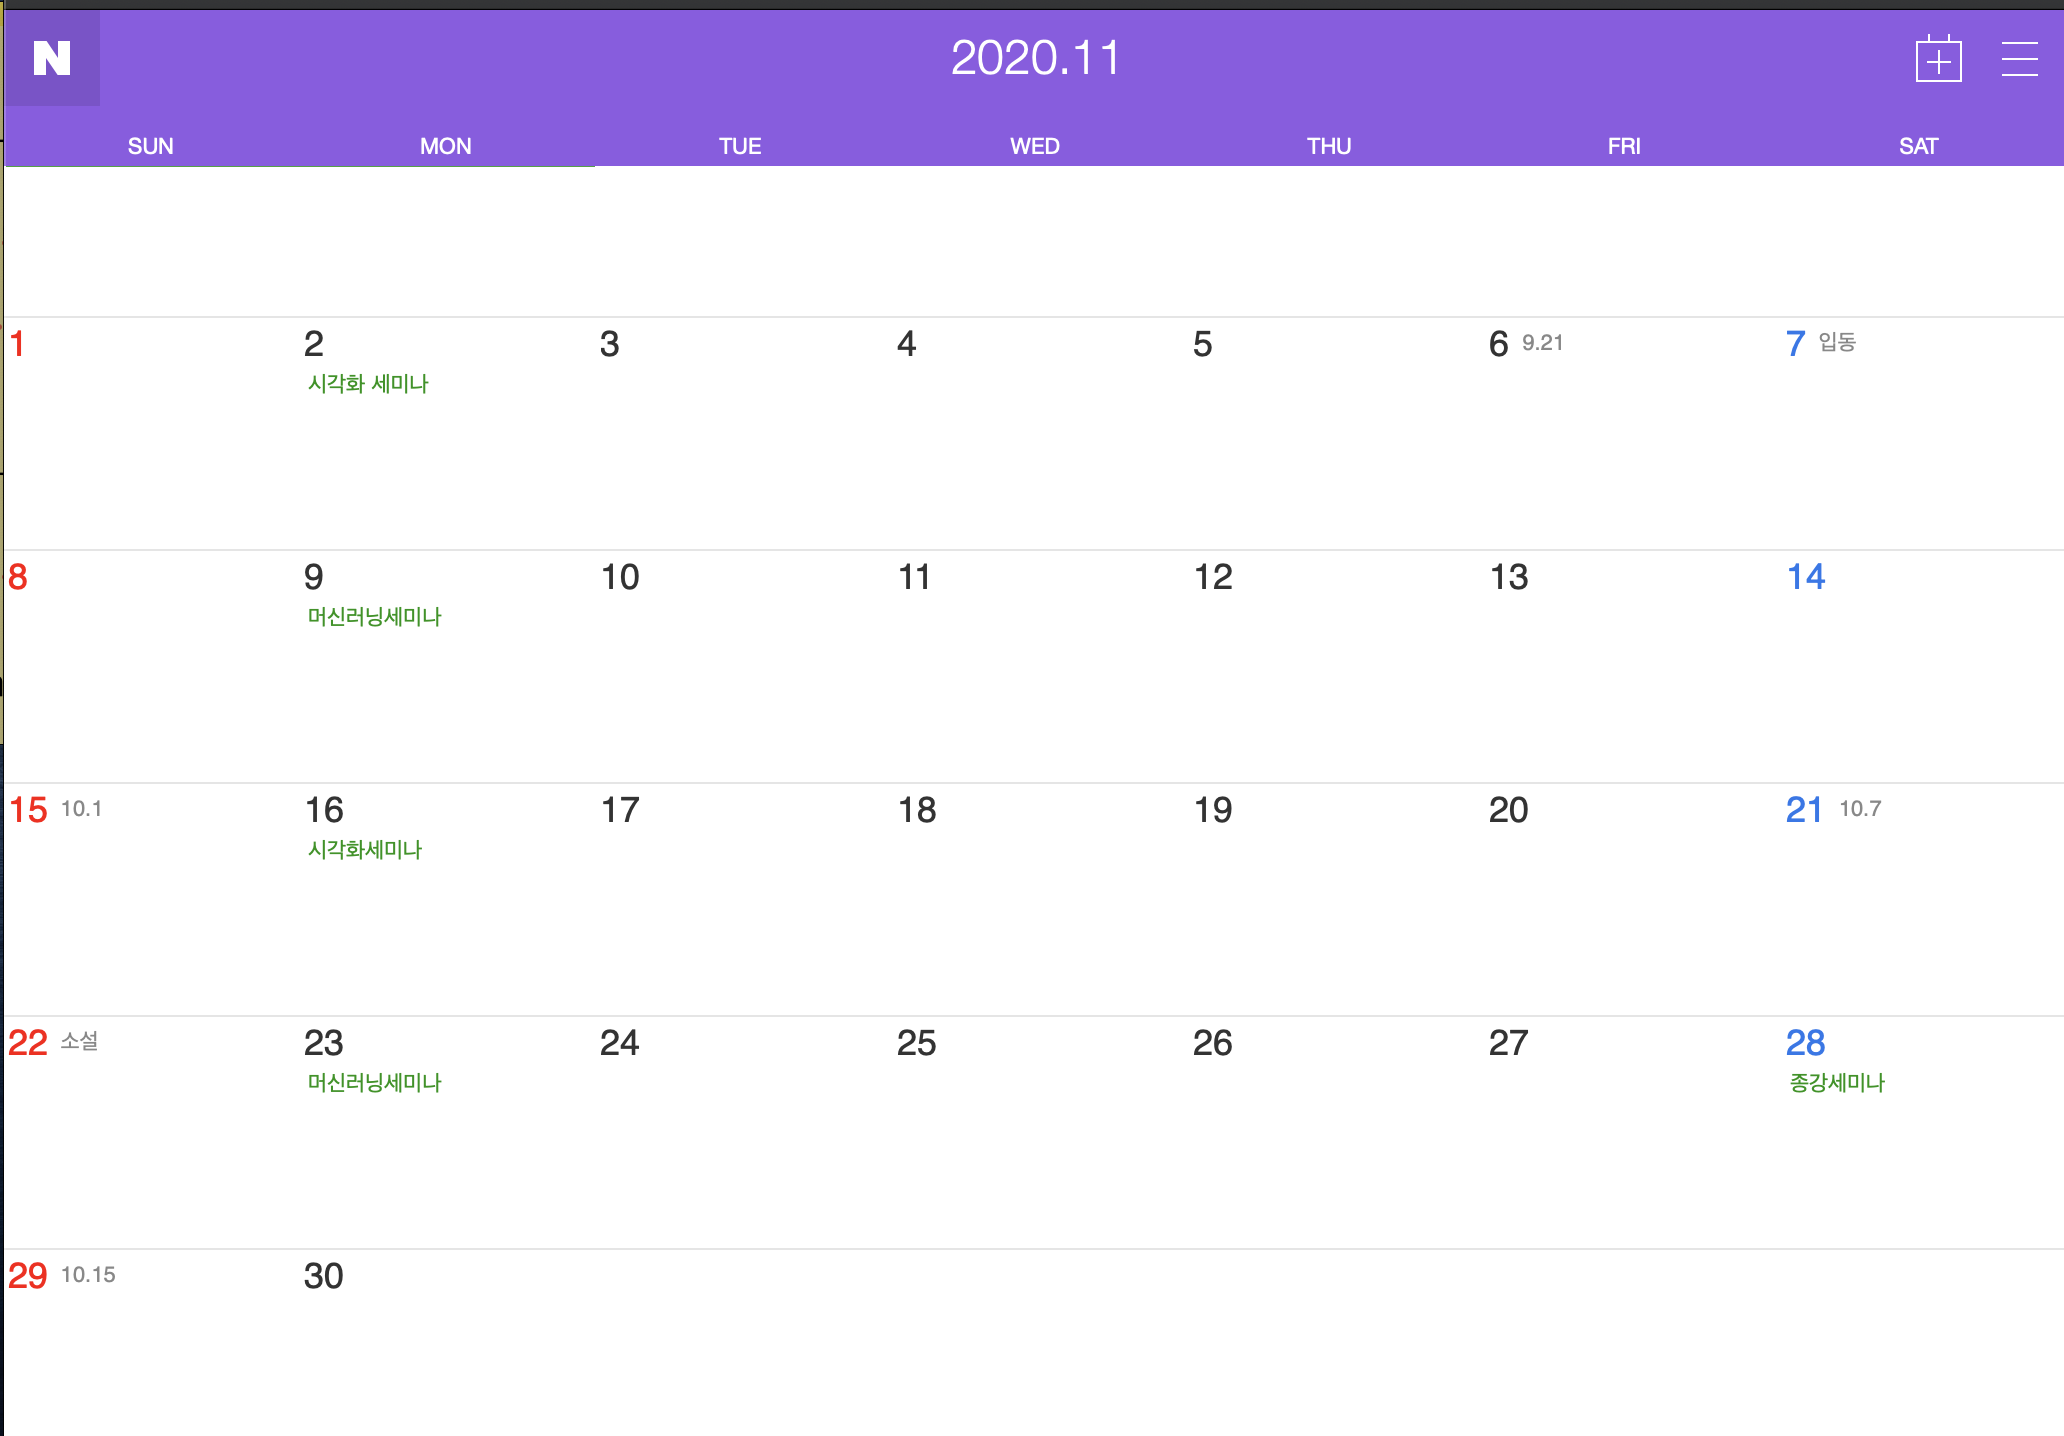 N
2020.11
SUN MON TUE WED THU FRI SAT
1 2 3 4 5 6 9.21 7 입동
시각화 세미나
8 9 10 11 12 13 14
머신러닝세미나
15 10.1 16 17 18 19 20 21 10.7
시각화세미나
22 소설 23 24 25 26 27 28
머신러닝세미나 종강세미나
29 10.15 30